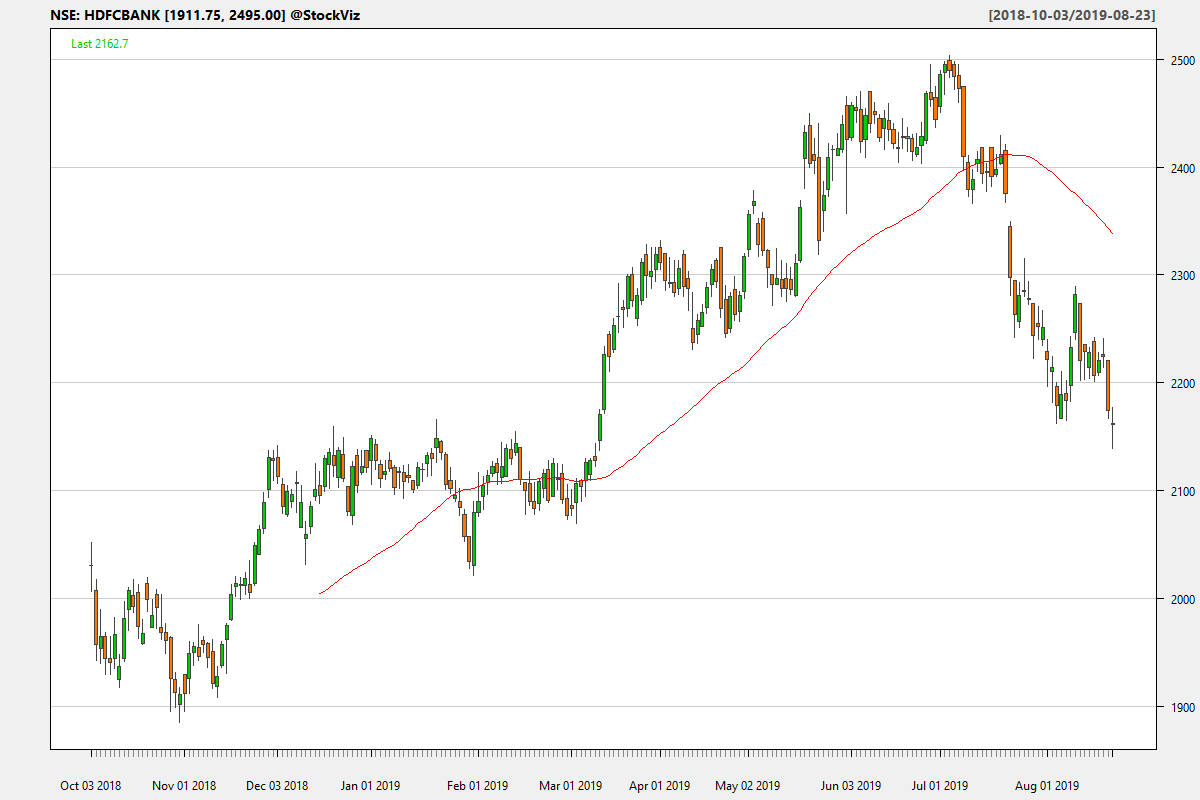 NSE: HDFCBANK [1911.75, 2495.00] @StockViz
[2018-10-03/2019-08-23]
Last 2162.7
2500
2400
2300
2200
2100
2000
1900
Oct 03 2018 Nov 01 2018 Dec 03 2018 Jan 01 2019 Feb 01 2019 Mar 01 2019 Apr 01 2019 May 02 2019 Jun 03 2019 Jul 01 2019 Aug 01 2019